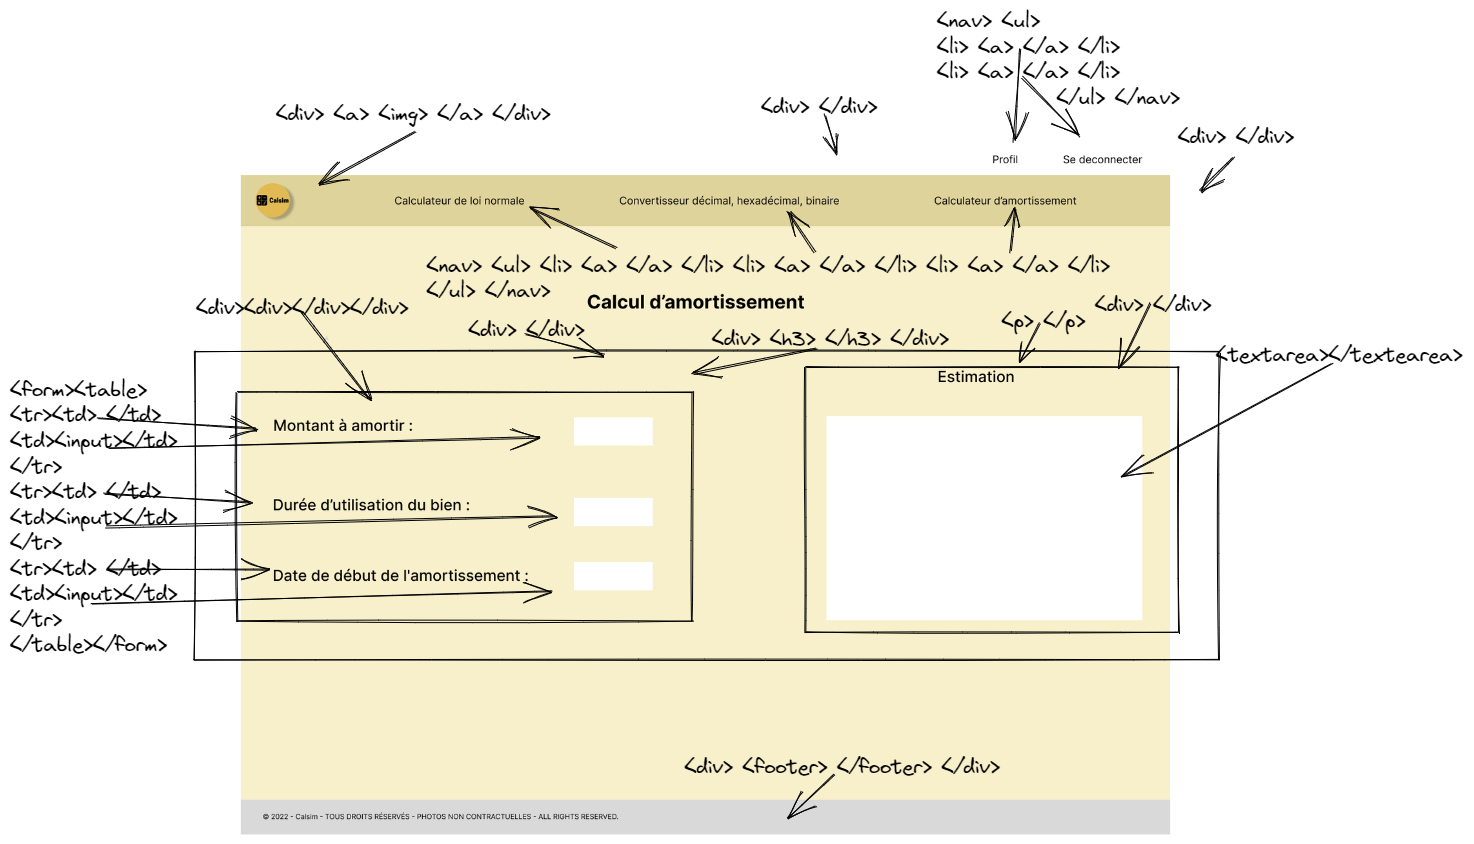 <nav> <ul>
<li> <a> </a> </li>
<li> <a> </a> </li>
</ul> </nav>
<div> <a> <img> </a> </div>
<div> </div>
<div> </div>
Profil
Se deconnecter
Calsim
Calculateur de loi normale
Convertisseur décimal, hexadécimal, binaire
Calculateur d'amortissement
<nav> <ul> <li> <a> </a> </li> <li> <a> </a> </li> <li> <a> </a> </li>
</ul> </nav>
Calcul d'amortissement
<div><div></div></div>
<div> </div>
<div> </div>
<p> </p>
<div> <h3> </h3> </div>
<textarea></textearea>
Estimation
<form><table>
<tr><td> </td>
<td><input></td>
</tr>
<tr><td> </td>
<td><input></td>
</tr>
<tr><td> </td>
<td><input></td>
</tr>
</table></form>
Montant à amortir :
Durée d'utilisation du bien :
Date de début de l'amortissement :
<div> <footer> </footer> </div>
© 2022 - Calsim - TOUS DROITS RÉSERVÉS - PHOTOS NON CONTRACTUELLES - ALL RIGHTS RESERVED.